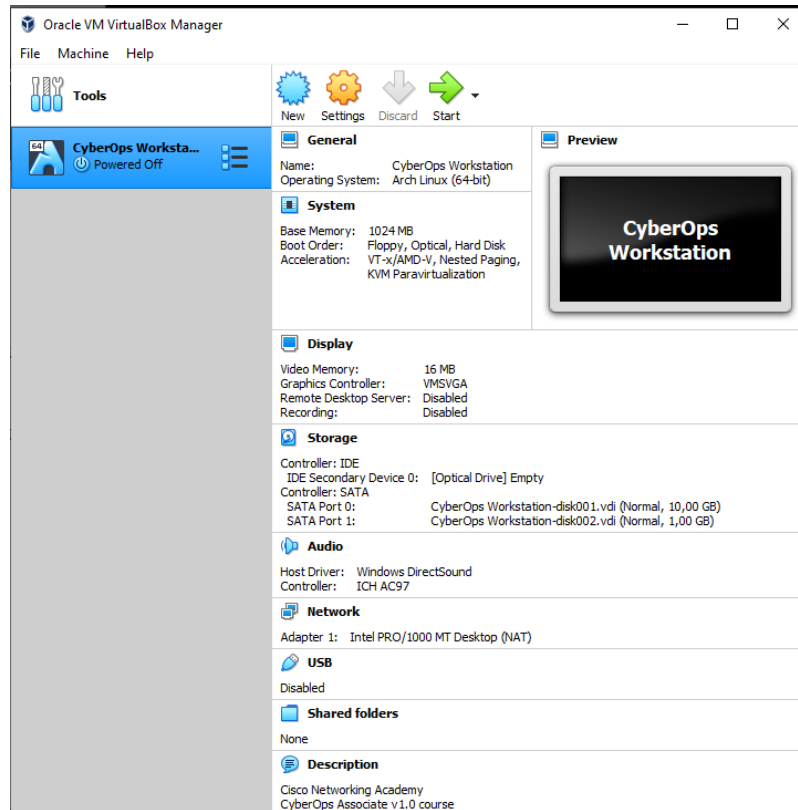 Oracle VM VirtualBox Manager
File Machine Help
Tools
New Settings Discard Start
64
CyberOps Worksta...
Powered Off
General
Name: CyberOps Workstation
Operating System: Arch Linux (64-bit)
System
Base Memory: 1024 MB
Boot Order: Floppy, Optical, Hard Disk
Acceleration: VT-x/AMD-V, Nested Paging,
KVM Paravirtualization
Preview
CyberOps
Workstation
Display
Video Memory: 16 MB
Graphics Controller: VMSVGA
Remote Desktop Server: Disabled
Recording: Disabled
Storage
Controller: IDE
IDE Secondary Device 0: [Optical Drive] Empty
Controller: SATA
SATA Port 0: CyberOps Workstation-disk001.vdi (Normal, 10,00 GB)
SATA Port 1: CyberOps Workstation-disk002.vdi (Normal, 1,00 GB)
Audio
Host Driver: Windows DirectSound
Controller: ICH AC97
Network
Adapter 1: Intel PRO/1000 MT Desktop (NAT)
USB
Disabled
Shared folders
None
Description
Cisco Networking Academy
CyberOps Associate v1.0 course